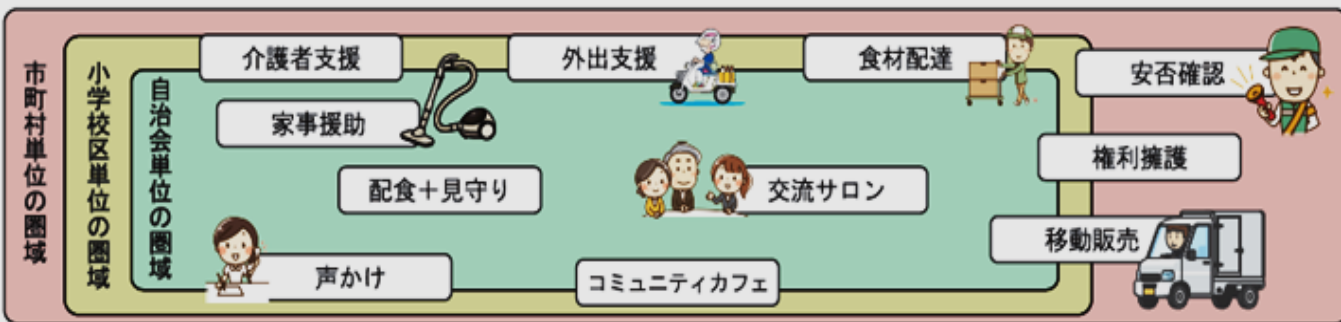 市町村単位の圏域
小学校区単位の圏域
自治会単位の圏域
介護者支援
外出支援
食材配達
安否確認
家事援助
権利擁護
配食＋見守り
交流サロン
移動販売
声かけ
コミュニティカフェ